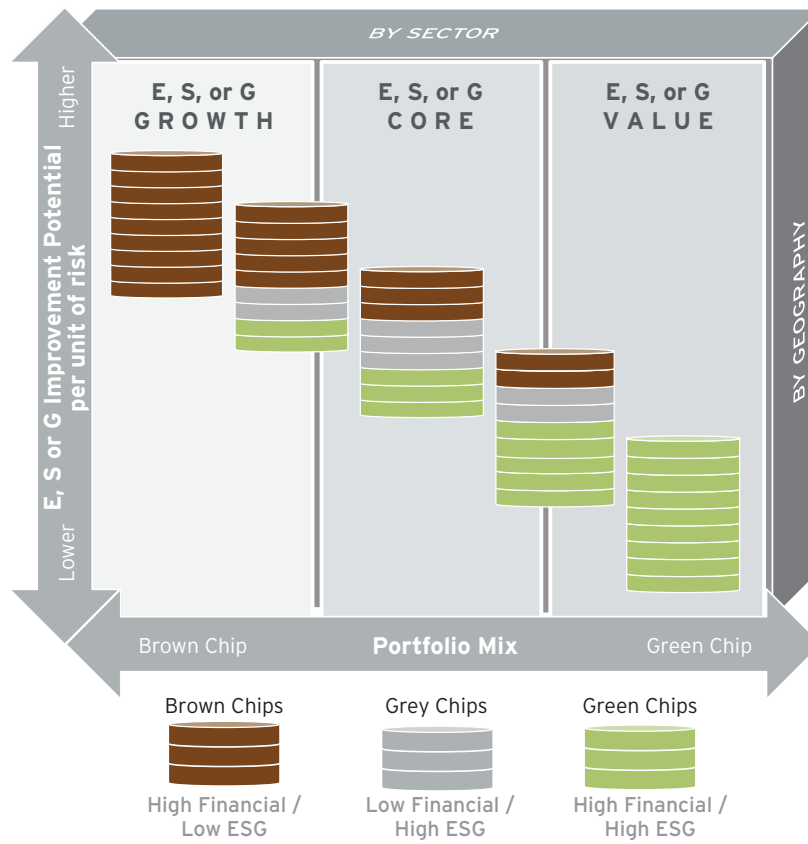 BY SECTOR
E, S, or G
GROWTH
E, S, or G
CORE
E, S, or G
VALUE
Higher
E, S or G Improvement Potential
per unit of risk
Lower
BY GEOGRAPHY
Brown Chip
Portfolio Mix
Green Chip
Brown Chips
Grey Chips
Green Chips
High Financial /
Low ESG
Low Financial /
High ESG
High Financial /
High ESG